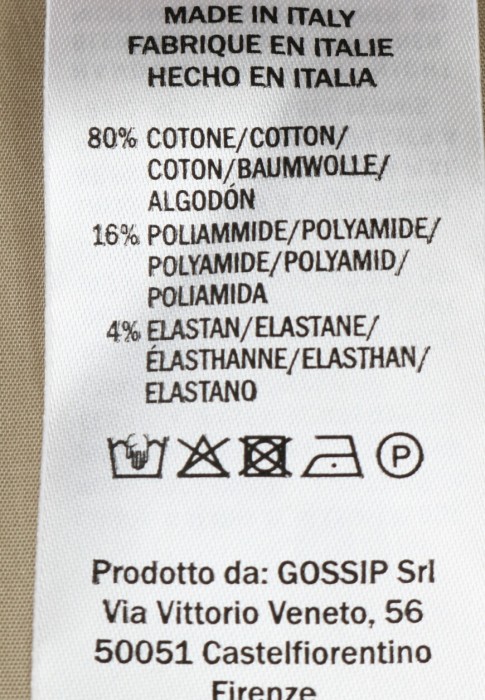 MADE IN ITALY
FABRIQUE EN ITALIE
HECHO EN ITALIA
80% COTONE/COTTON/
COTON/BAUMWOLLE/
ALGODÓN
16% POLIAMMIDE/POLYAMIDE/
POLYAMIDE/POLYAMID/
POLIAMIDA
4% ELASTAN/ELASTANE/
ÉLASTHANNE/ELASTHAN/
ELASTANO
P
Prodotto da: GOSSIP Srl
Via Vittorio Veneto, 56
50051 Castelfiorentino
Firenze